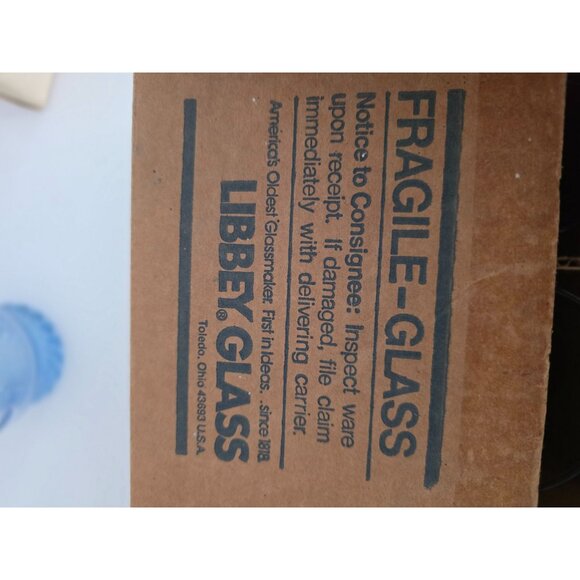 FRAGILE-GLASS
Notice to Consignee: Inspect ware
upon receipt. If damaged, file claim
immediately with delivering carrier.
America's Oldest Glassmaker. First in Ideas. . .since 1818.
LIBBEY® GLASS
Toledo, Ohio 43693 U.S.A.